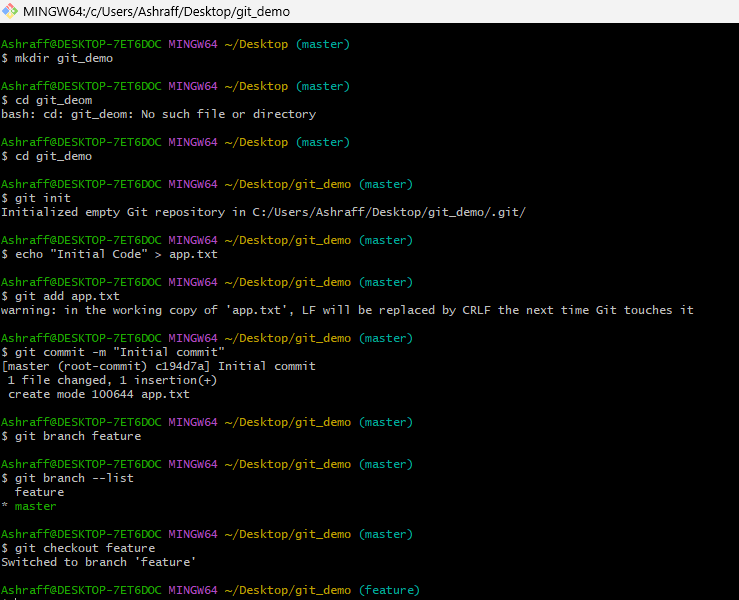 MINGW64:/c/Users/Ashraff/Desktop/git_demo
Ashraff@DESKTOP-7ET6DOC MINGW64 ~/Desktop (master)
$ mkdir git_demo
Ashraff@DESKTOP-7ET6DOC MINGW64 ~/Desktop (master)
$ cd git_deom
bash: cd: git_deom: No such file or directory
Ashraff@DESKTOP-7ET6DOC MINGW64 ~/Desktop (master)
$ cd git_demo
Ashraff@DESKTOP-7ET6DOC MINGW64 ~/Desktop/git_demo (master)
$ git init
Initialized empty Git repository in C:/Users/Ashraff/Desktop/git_demo/.git/
Ashraff@DESKTOP-7ET6DOC MINGW64 ~/Desktop/git_demo (master)
$ echo "Initial Code" > app.txt
Ashraff@DESKTOP-7ET6DOC MINGW64 ~/Desktop/git_demo (master)
$ git add app.txt
warning: in the working copy of 'app.txt', LF will be replaced by CRLF the next time Git touches it
Ashraff@DESKTOP-7ET6DOC MINGW64 ~/Desktop/git_demo (master)
$ git commit -m "Initial commit"
[master (root-commit) c194d7a] Initial commit
 1 file changed, 1 insertion(+)
 create mode 100644 app.txt
Ashraff@DESKTOP-7ET6DOC MINGW64 ~/Desktop/git_demo (master)
$ git branch feature
Ashraff@DESKTOP-7ET6DOC MINGW64 ~/Desktop/git_demo (master)
$ git branch --list
  feature
* master
Ashraff@DESKTOP-7ET6DOC MINGW64 ~/Desktop/git_demo (master)
$ git checkout feature
Switched to branch 'feature'
Ashraff@DESKTOP-7ET6DOC MINGW64 ~/Desktop/git_demo (feature)